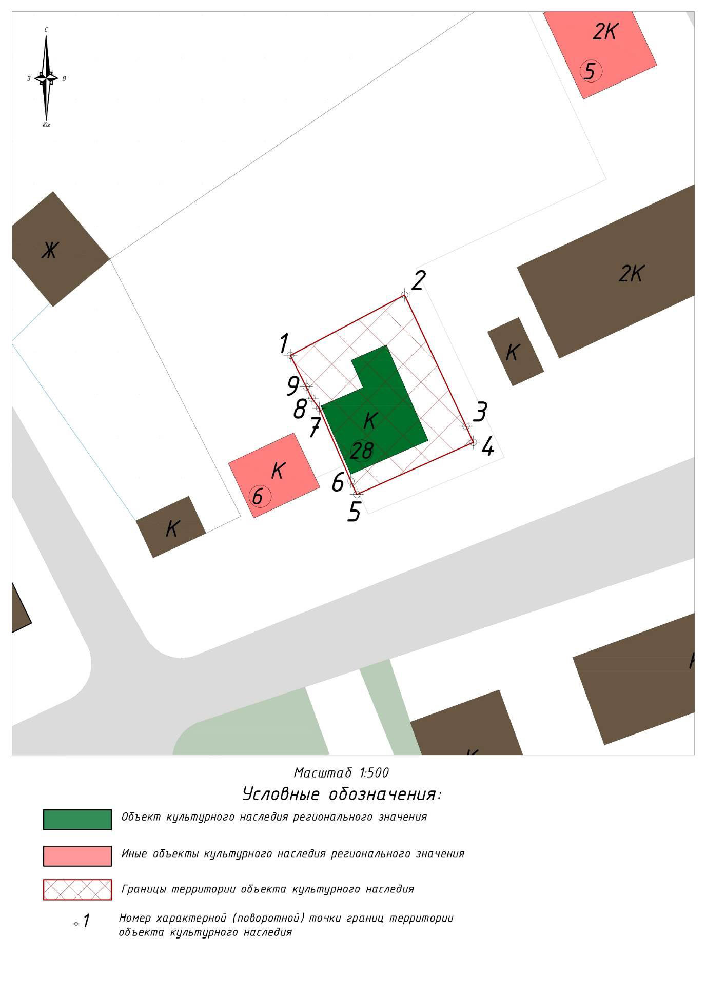 С
З В
Юг
2К
5
Ж
2К
2
1
К
9
8
3
7
К
4
28
К
6
6
5
К
К
Масштаб 1:500
Условные обозначения:
Объект культурного наследия регионального значения
Иные объекты культурного наследия регионального значения
Границы территории объекта культурного наследия
1
Номер характерной (поворотной) точки границ территории
объекта культурного наследия